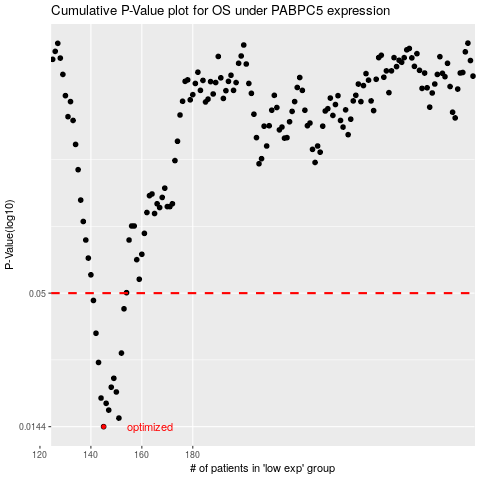 Cumulative P-Value plot for OS under PABPC5 expression
P-Value(log10)
0.05
0.0144
optimized
120 140 160 180
# of patients in 'low exp' group